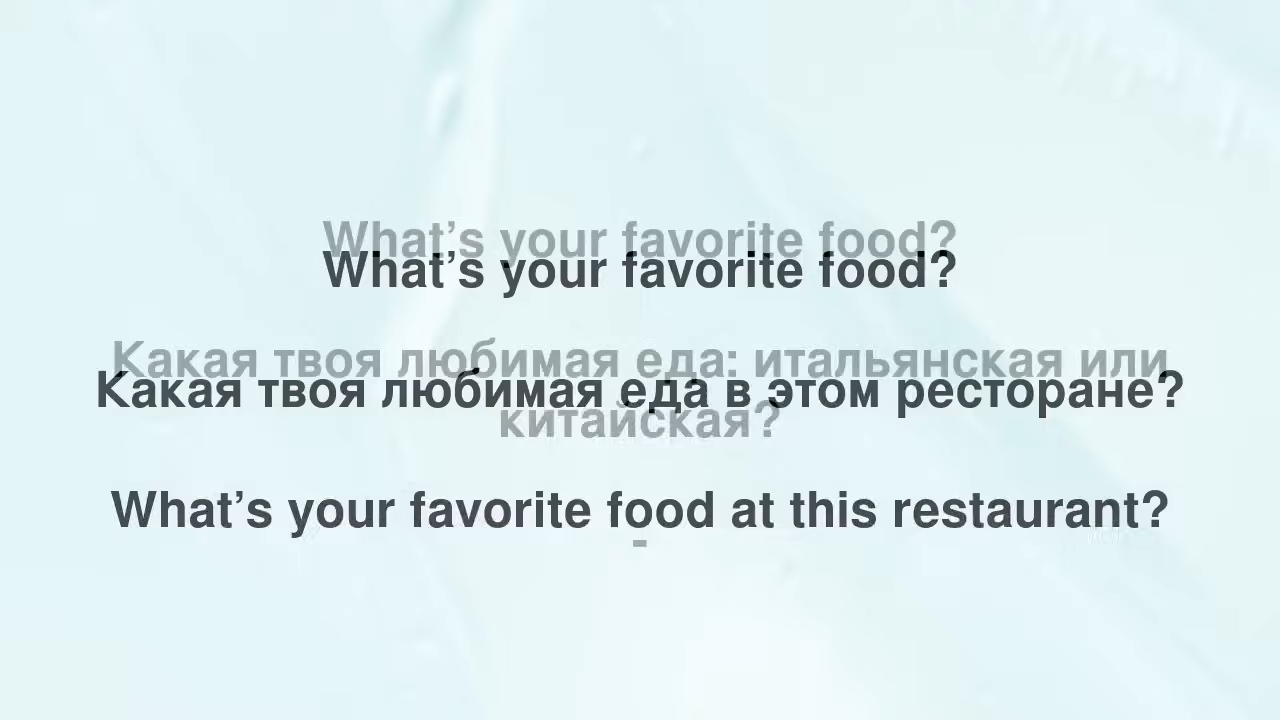 What’s your favorite food?
What’s your favorite food?
Какая твоя любимая еда: итальянская или
Какая твоя любимая еда в этом ресторане?
китайская?
What’s your favorite food at this restaurant?
-